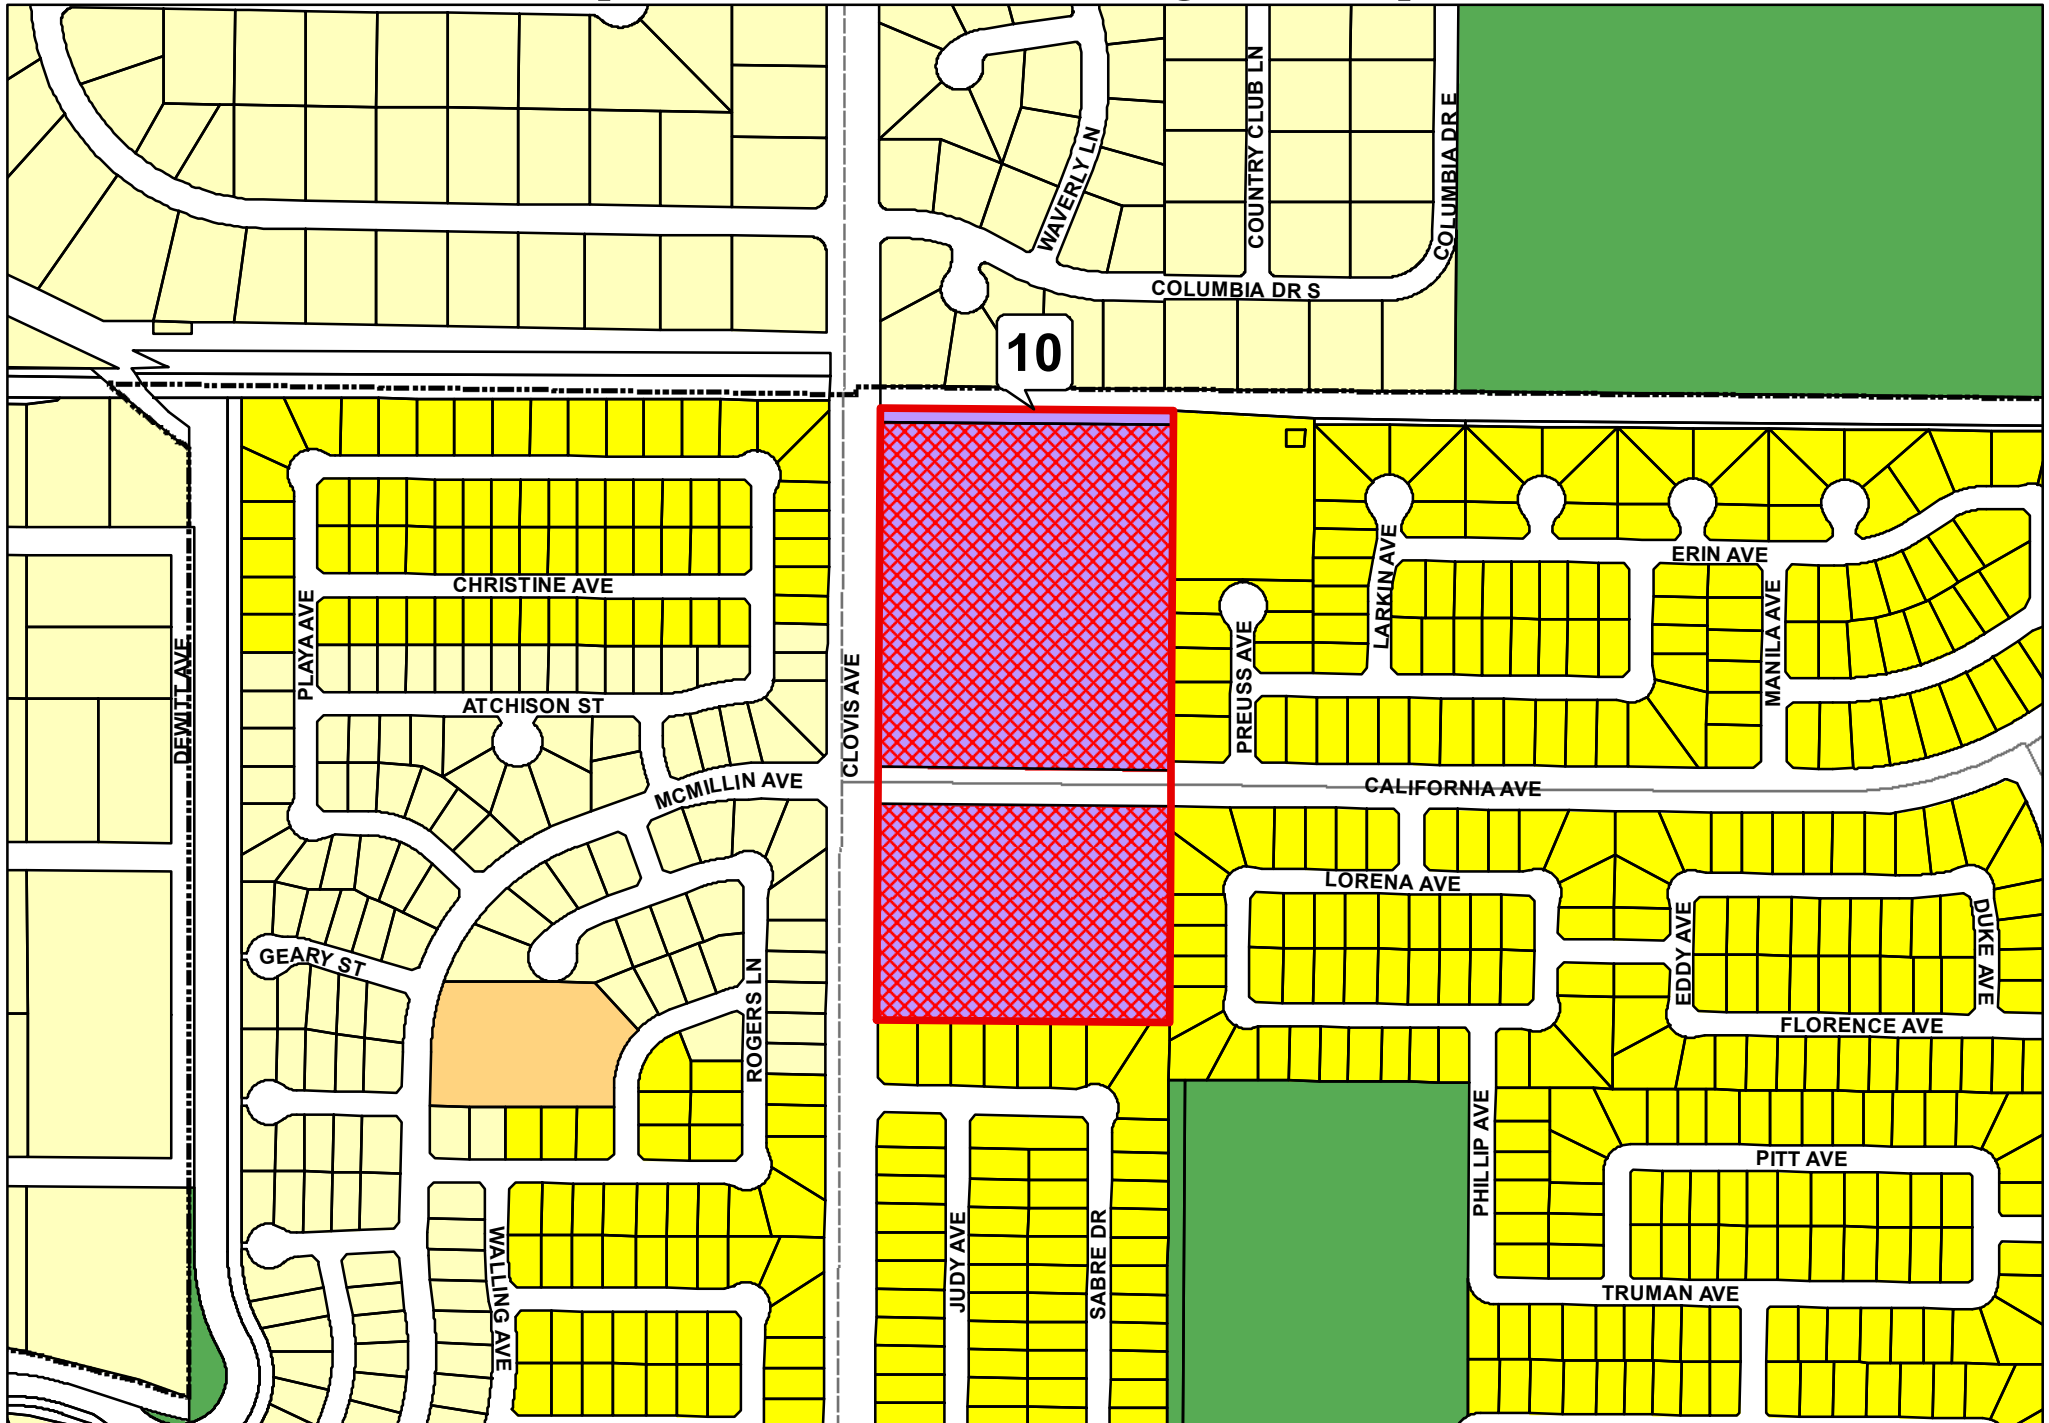 COUNTRY CLUB LN
COLUMBIA DR E
WAVERLY LN
COLUMBIA DR S
10
CHRISTINE AVE
PLAYA AVE
ATCHISON ST
DEWITT AVE
CLOVIS AVE
MCMILLIN AVE
ERIN AVE
LARKIN AVE
MANILA AVE
PREUSS AVE
CALIFORNIA AVE
LORENA AVE
EDDY AVE
DUKE AVE
FLORENCE AVE
GEARY ST
ROGERS LN
WALLING AVE
JUDY AVE
SABRE DR
PHILLIP AVE
PITT AVE
TRUMAN AVE